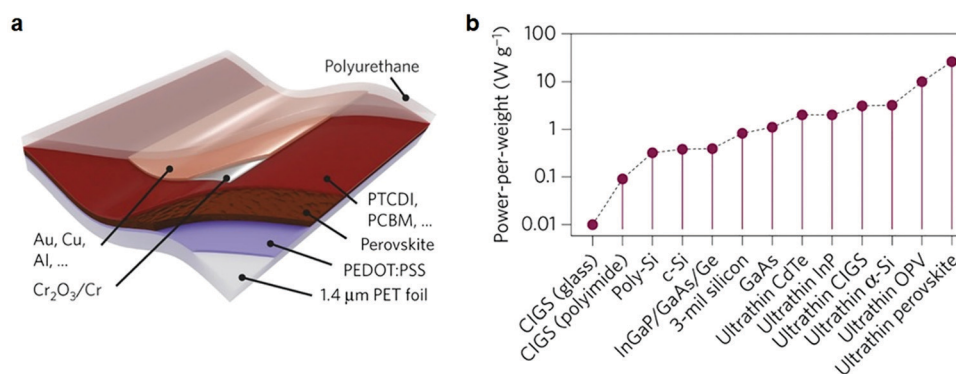 a
Polyurethane
Au, Cu,
Al, ...
Cr₂O₃/Cr
PTCDI,
PCBM, ...
Perovskite
PEDOT:PSS
1.4 μm PET foil
b
Power-per-weight (W g⁻¹)
100
10
1
0.1
0.01
CIGS (glass)
CIGS (polyimide)
Poly-Si
c-Si
InGaP/GaAs/Ge
3-mil silicon
GaAs
Ultrathin CdTe
Ultrathin InP
Ultrathin CIGS
Ultrathin α-Si
Ultrathin OPV
Ultrathin perovskite